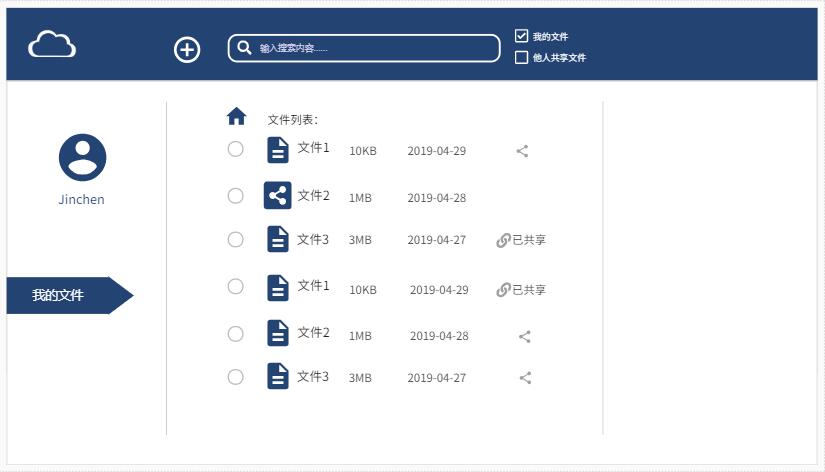 输入搜索内容......
我的文件
他人共享文件
Jinchen
我的文件
文件列表：
文件1 10KB 2019-04-29
文件2 1MB 2019-04-28
文件3 3MB 2019-04-27 已共享
文件1 10KB 2019-04-29 已共享
文件2 1MB 2019-04-28
文件3 3MB 2019-04-27